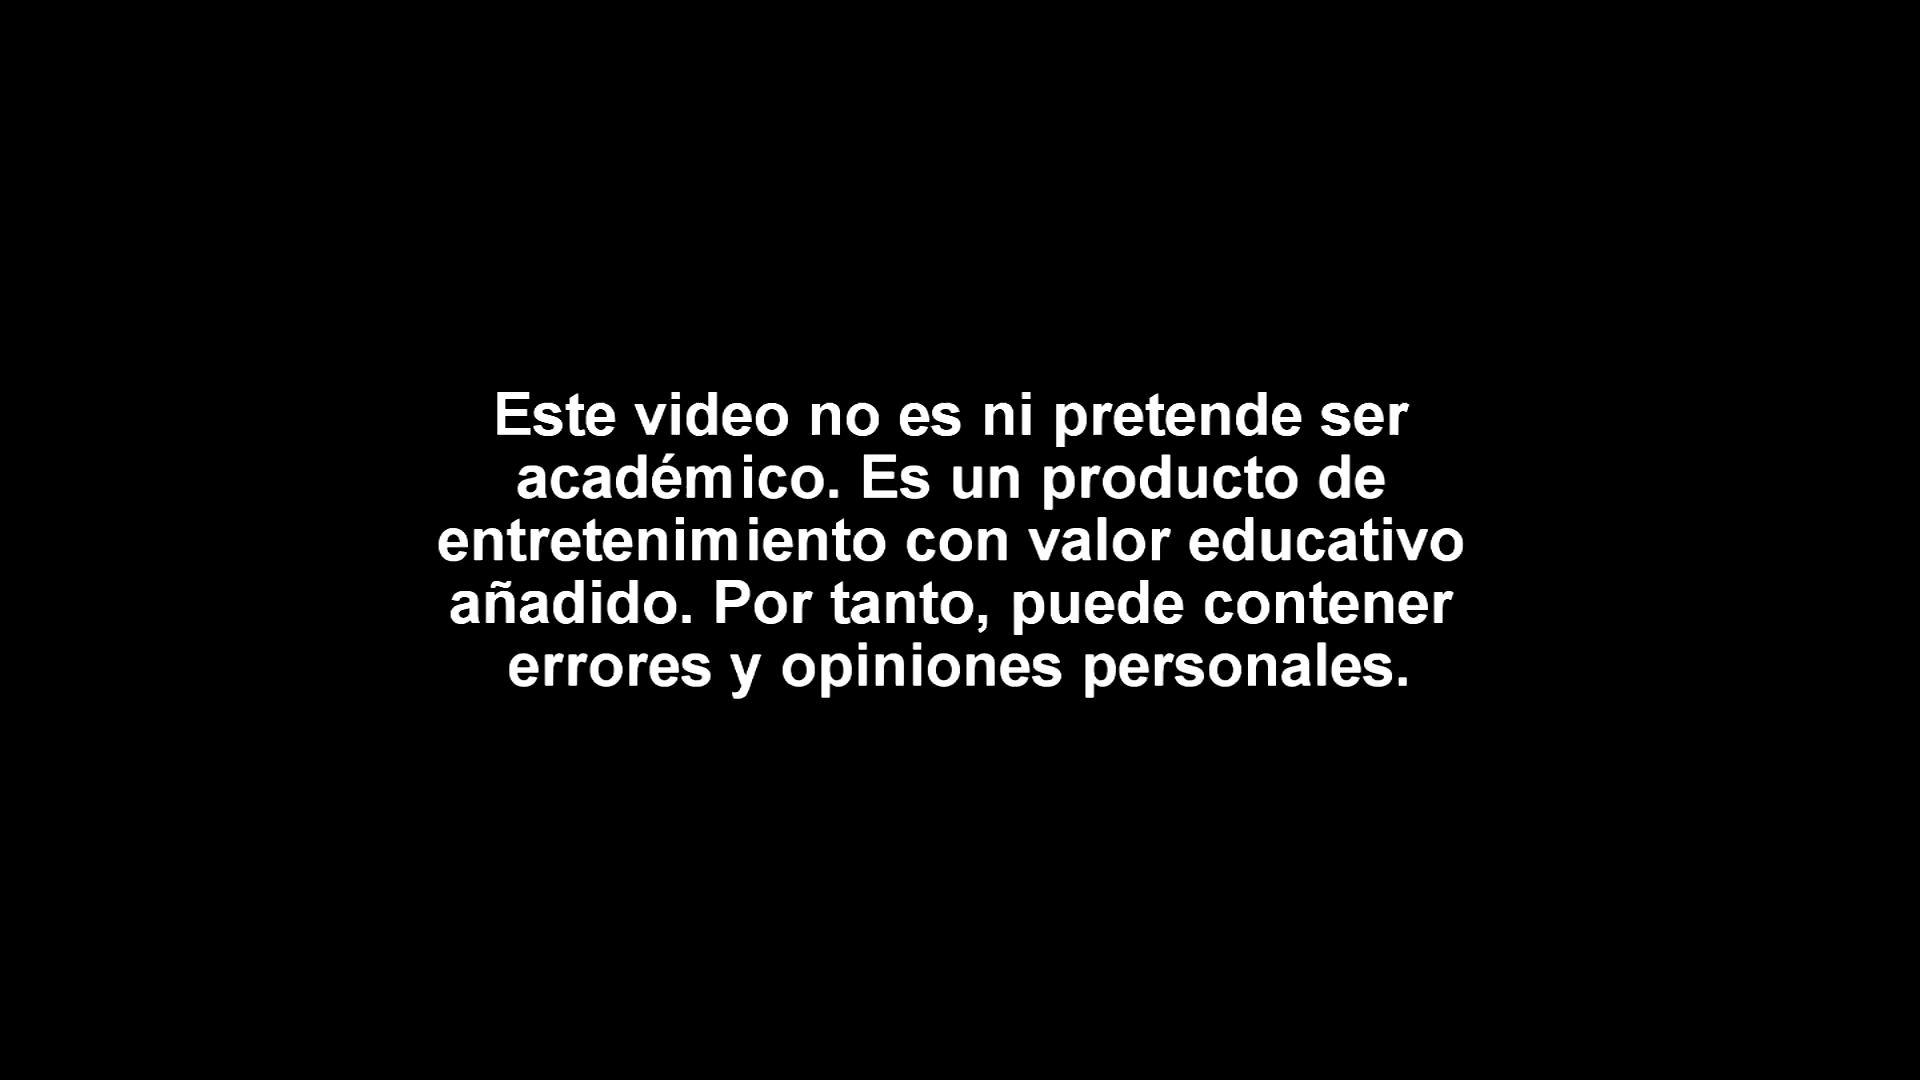 Este video no es ni pretende ser
académico. Es un producto de
entretenimiento con valor educativo
añadido. Por tanto, puede contener
errores y opiniones personales.